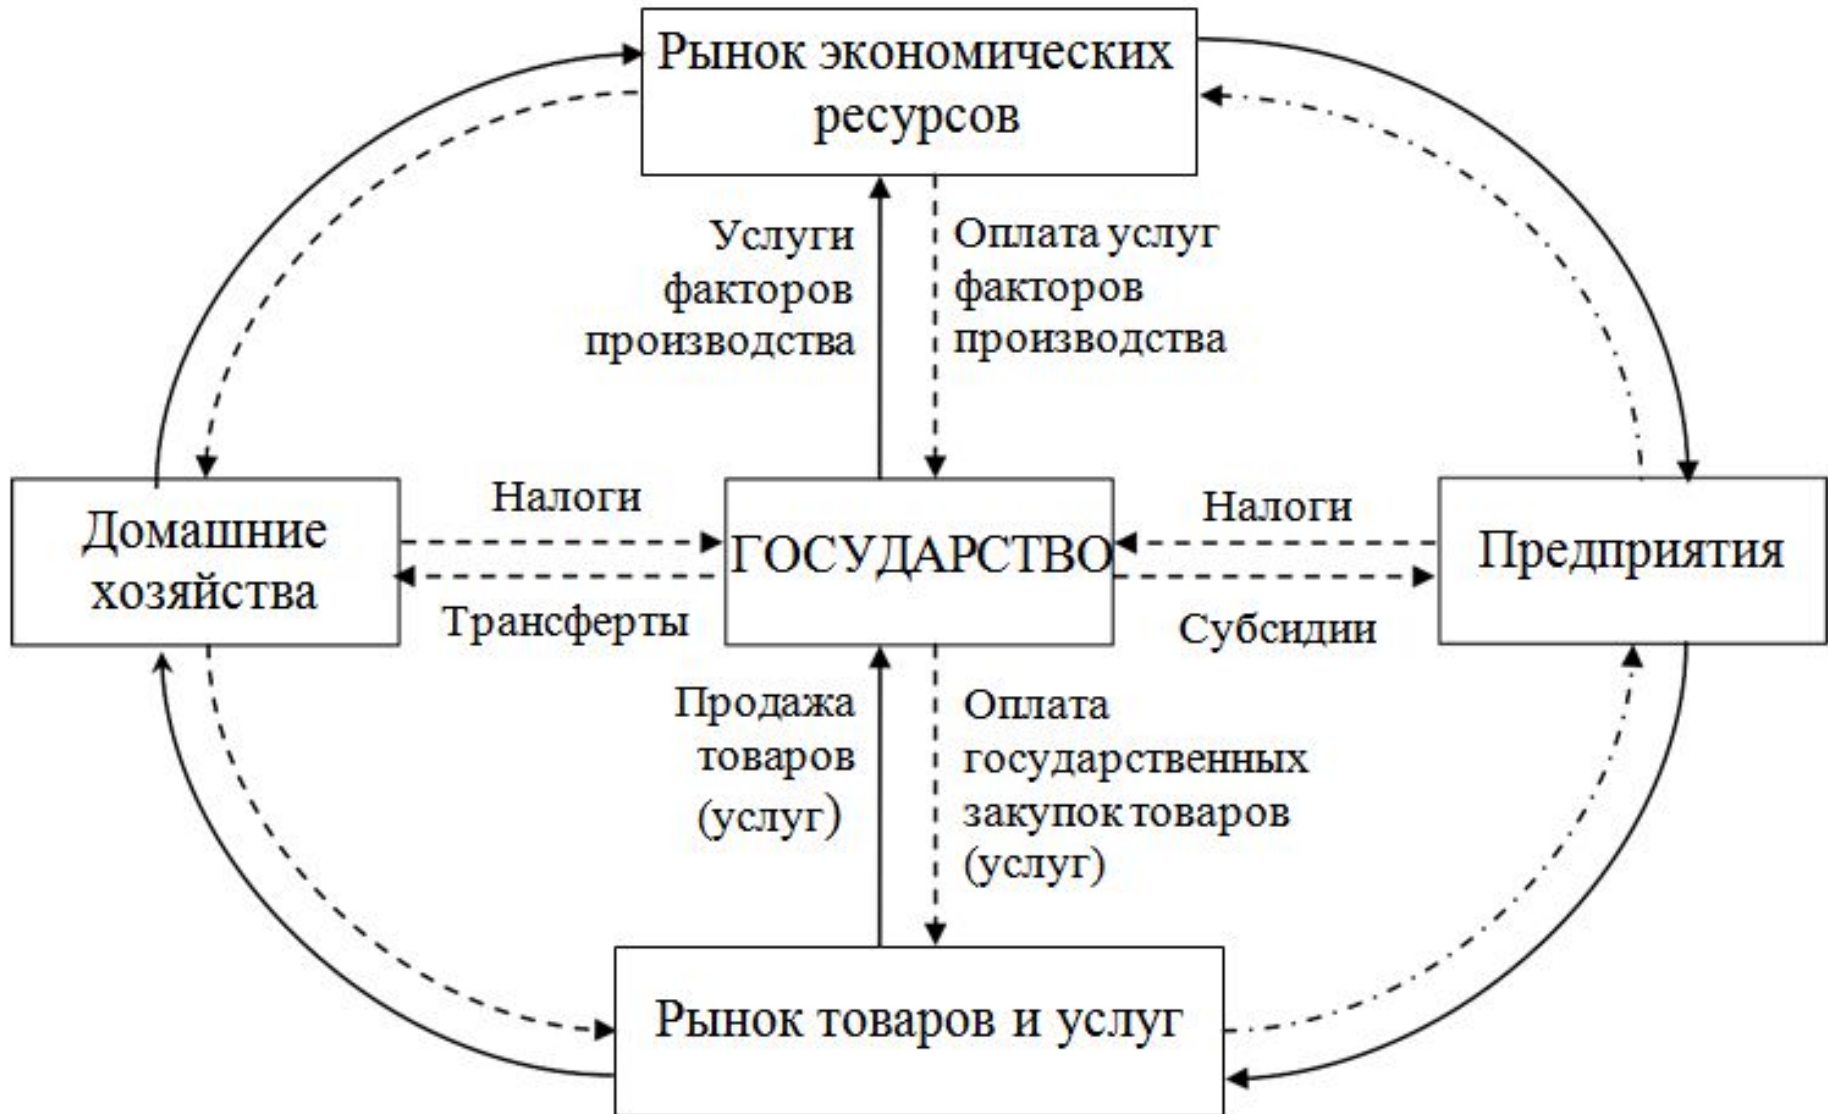 Рынок экономических
ресурсов
Услуги
факторов
производства
Оплата услуг
факторов
производства
Домашние
хозяйства
Налоги
Трансферты
ГОСУДАРСТВО
Налоги
Субсидии
Предприятия
Продажа
товаров
(услуг)
Оплата
государственных
закупок товаров
(услуг)
Рынок товаров и услуг